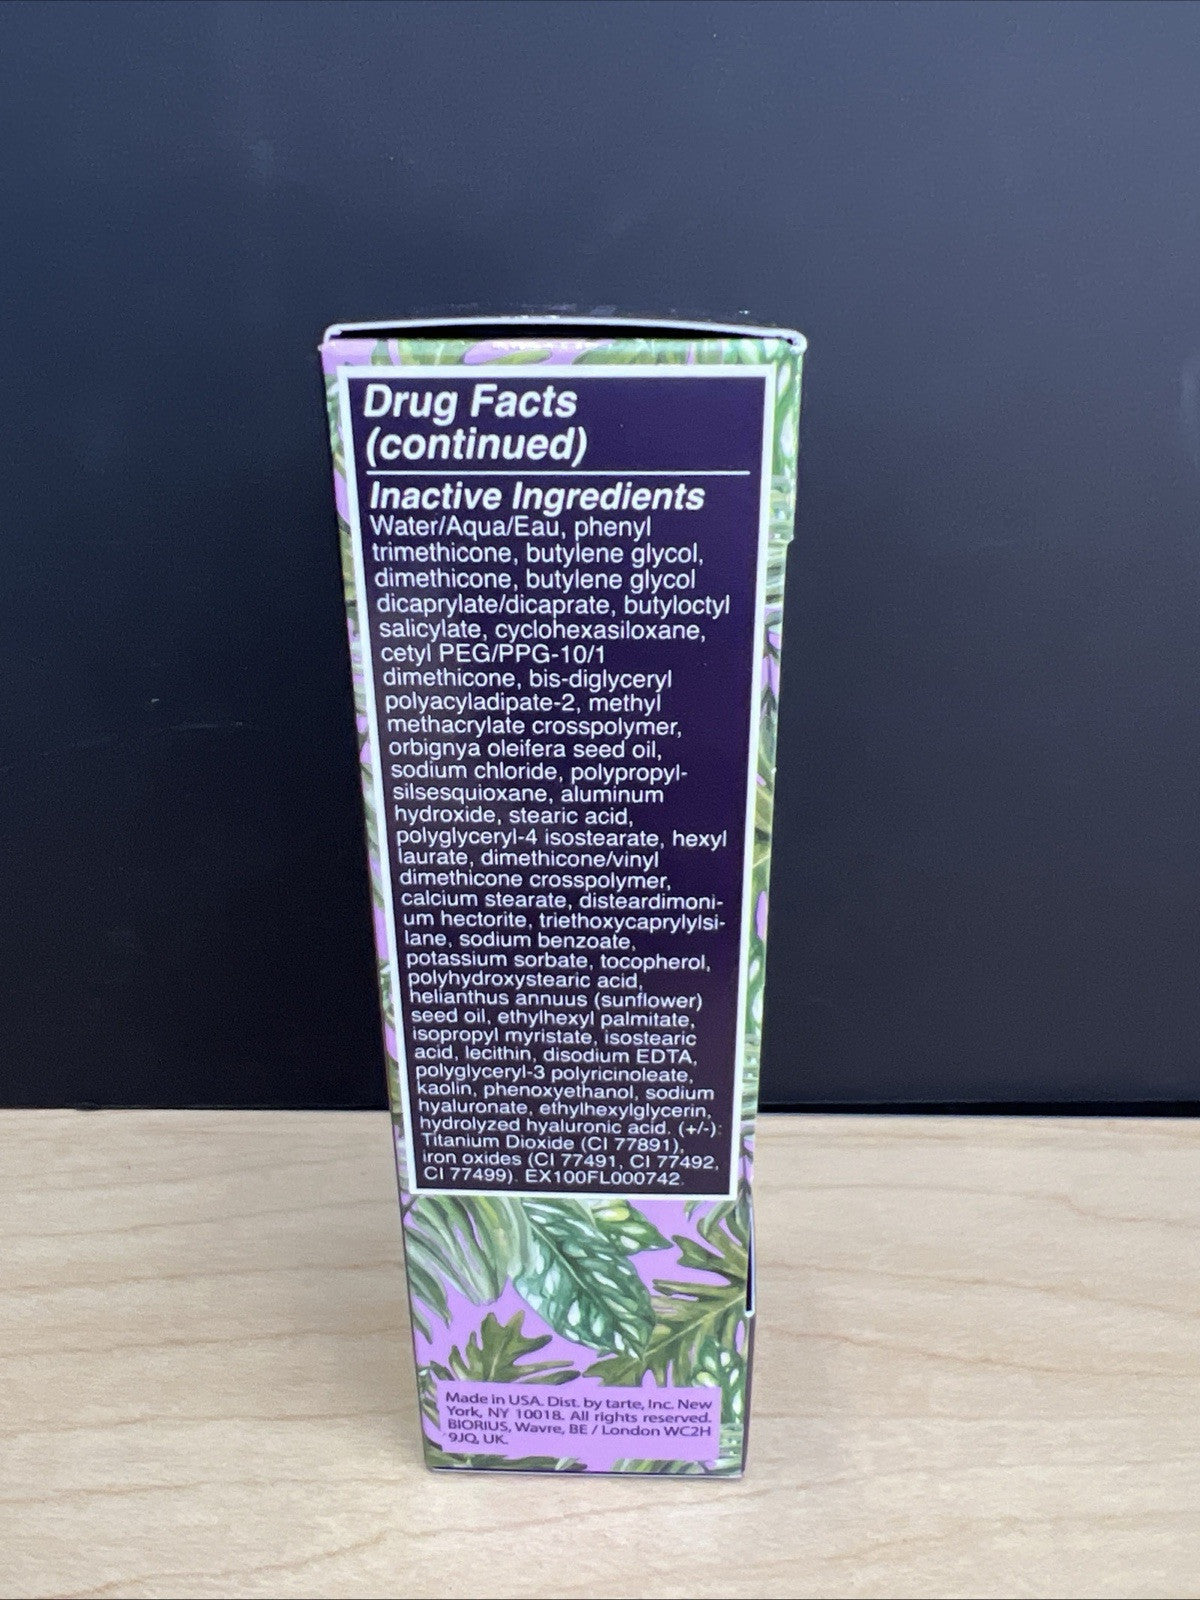 Drug Facts
(continued)
Inactive Ingredients
Water/Aqua/Eau, phenyl
trimethicone, butylene glycol,
dimethicone, butylene glycol
dicaprylate/dicaprate, butyloctyl
salicylate, cyclohexasiloxane,
cetyl PEG/PPG-10/1
dimethicone, bis-diglyceryl
polyacyladipate-2, methyl
methacrylate crosspolymer,
orbignya oleifera seed oil,
sodium chloride, polypropyl-
silsesquioxane, aluminum
hydroxide, stearic acid,
polyglyceryl-4 isostearate, hexyl
laurate, dimethicone/vinyl
dimethicone crosspolymer,
calcium stearate, disteardimoni-
um hectorite, triethoxycaprylylsi-
lane, sodium benzoate,
potassium sorbate, tocopherol,
polyhydroxystearic acid,
helianthus annuus (sunflower)
seed oil, ethylhexyl palmitate,
isopropyl myristate, isostearic
acid, lecithin, disodium EDTA,
polyglyceryl-3 polyricinoleate,
kaolin, phenoxyethanol, sodium
hyaluronate, ethylhexylglycerin,
hydrolyzed hyaluronic acid. (+/-):
Titanium Dioxide (CI 77891),
iron oxides (CI 77491, CI 77492,
CI 77499). EX100FL000742.
Made in USA. Dist. by tarte, Inc. New
York, NY 10018. All rights reserved.
BIORIUS, Wavre, BE / London WC2H
9JQ, UK.